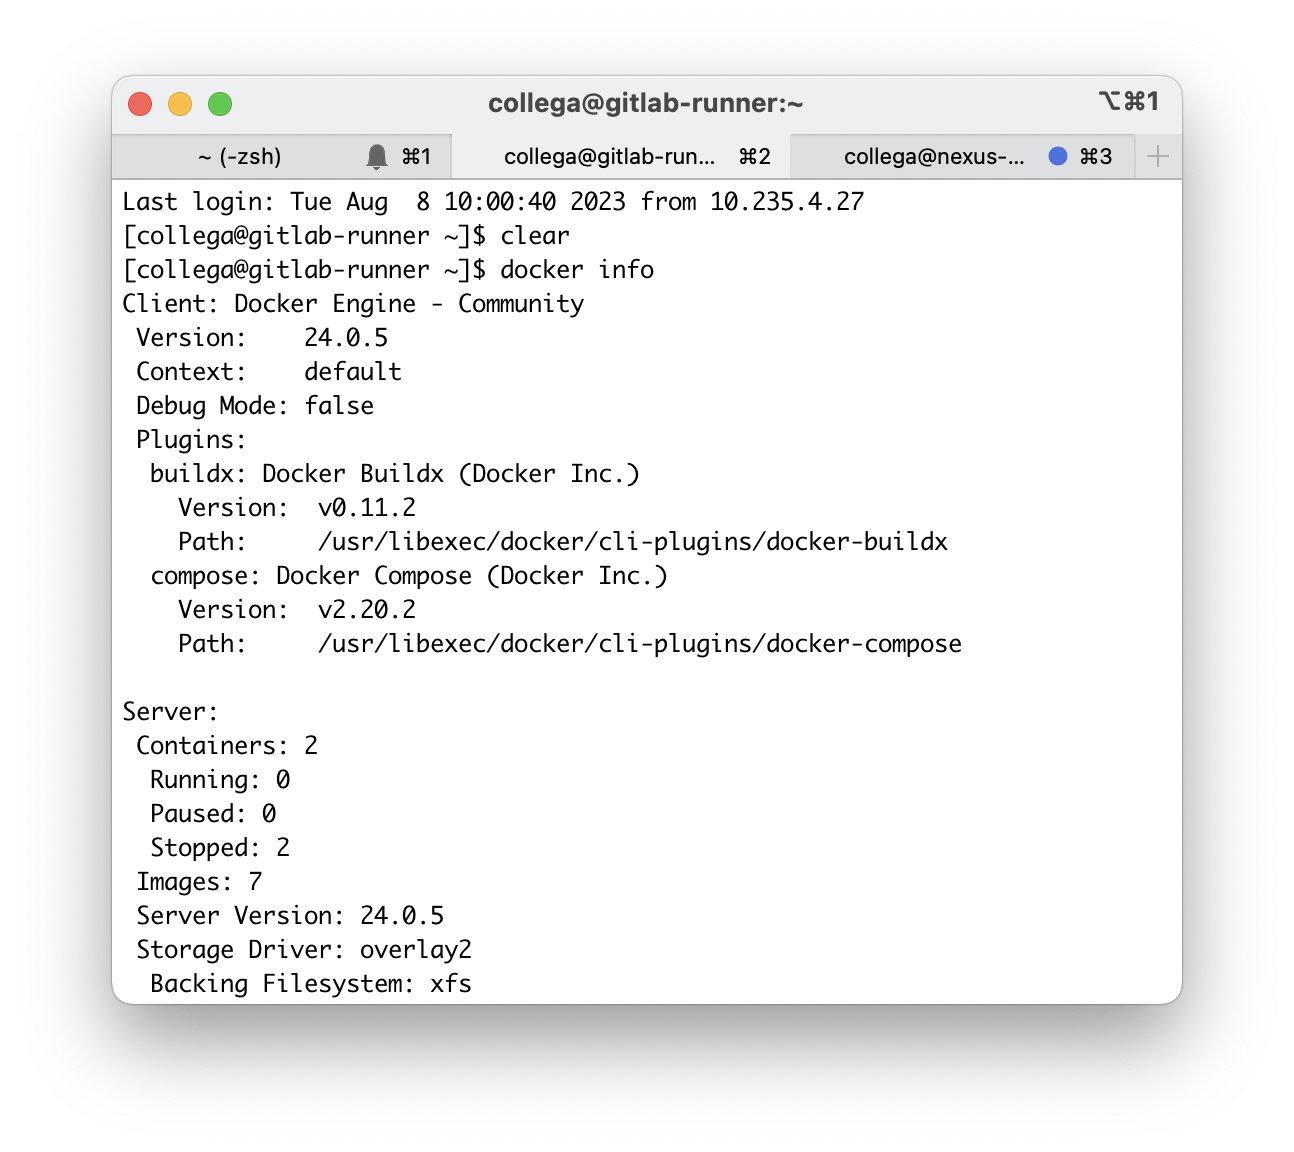 collega@gitlab-runner:~
⌥⌘1
~ (-zsh) ⌘1 collega@gitlab-run... ⌘2 collega@nexus-... ⌘3
Last login: Tue Aug  8 10:00:40 2023 from 10.235.4.27
[collega@gitlab-runner ~]$ clear
[collega@gitlab-runner ~]$ docker info
Client: Docker Engine - Community
 Version:    24.0.5
 Context:    default
 Debug Mode: false
 Plugins:
  buildx: Docker Buildx (Docker Inc.)
    Version:  v0.11.2
    Path:     /usr/libexec/docker/cli-plugins/docker-buildx
  compose: Docker Compose (Docker Inc.)
    Version:  v2.20.2
    Path:     /usr/libexec/docker/cli-plugins/docker-compose

Server:
 Containers: 2
  Running: 0
  Paused: 0
  Stopped: 2
 Images: 7
 Server Version: 24.0.5
 Storage Driver: overlay2
  Backing Filesystem: xfs